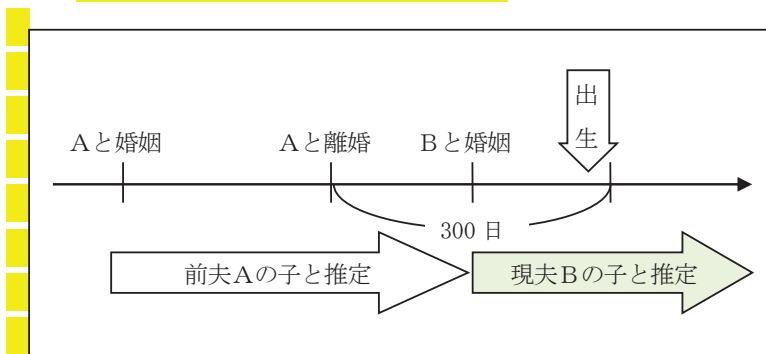 出生
Aと婚姻
Aと離婚
Bと婚姻
300 日
前夫Aの子と推定
現夫Bの子と推定